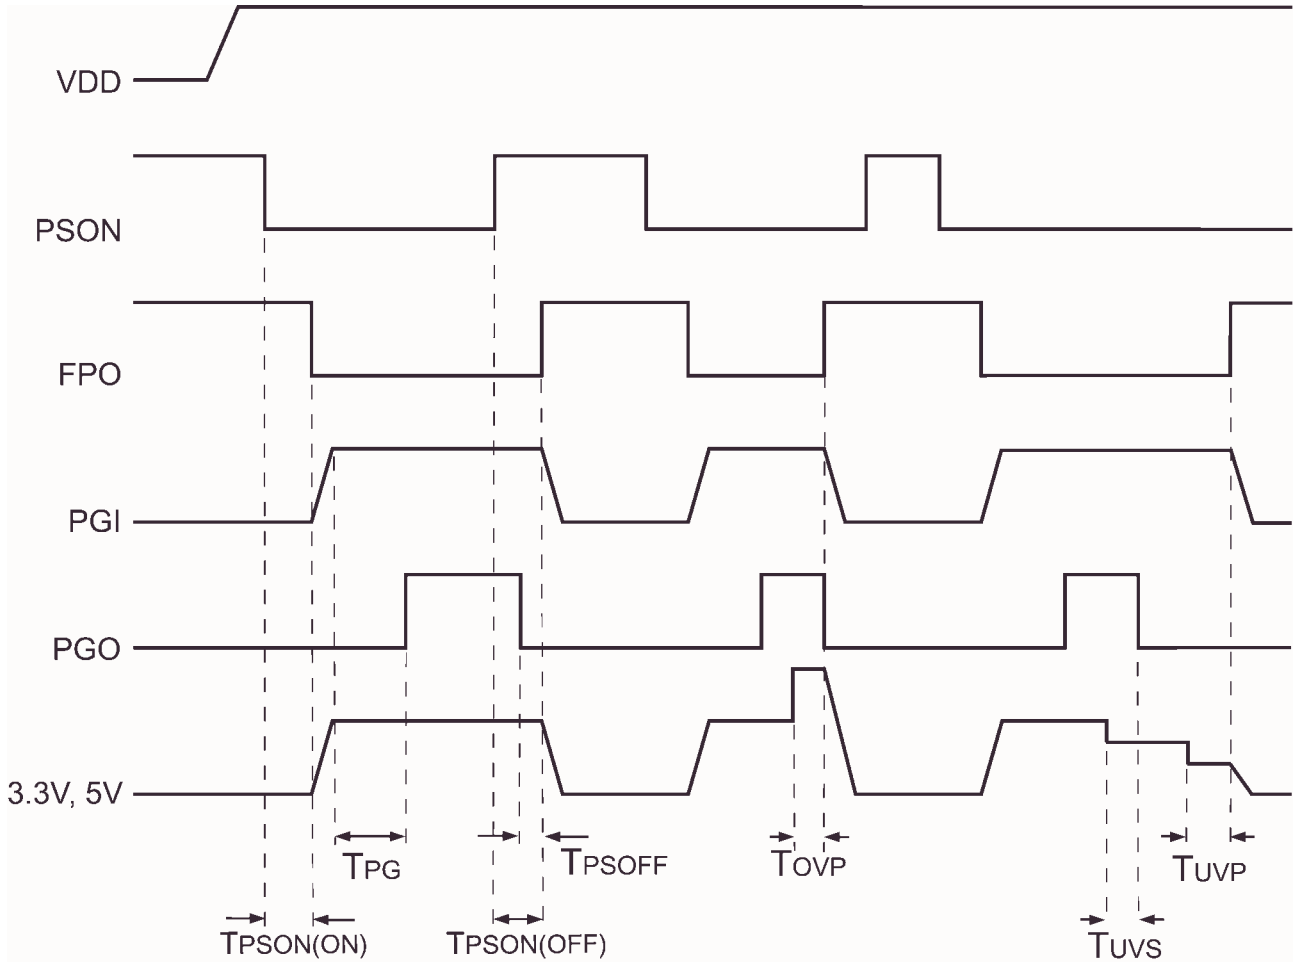 VDD
PSON
FPO
PGI
PGO
3.3V, 5V
TPG
TPSOFF
TOVP
TUVP
TPSON(ON)
TPSON(OFF)
TUVS